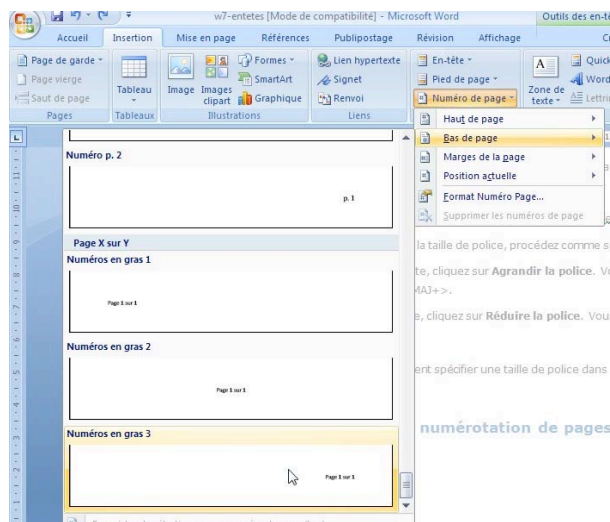 w7-entetes [Mode de compatibilité] - Microsoft Word
Outils des en-tê
Accueil Insertion Mise en page Références Publipostage Révision Affichage
Page de garde
Page vierge
Saut de page
Pages
Tableau
Tableaux
Image
Images clipart
Formes
SmartArt
Graphique
Illustrations
Lien hypertexte
Signet
Renvoi
Liens
En-tête
Pied de page
Numéro de page
Zone de texte
Quick
Word
Lettri
Haut de page
Bas de page
Marges de la page
Position actuelle
Format Numéro Page...
Supprimer les numéros de page
Numéro p. 2
p. 1
Page X sur Y
Numéros en gras 1
Page 1 sur 1
Numéros en gras 2
Page 1 sur 1
Numéros en gras 3
Page 1 sur 1
la taille de police, procédez comme s
te, cliquez sur Agrandir la police. V
MAJ+>.
e, cliquez sur Réduire la police. Vou
ent spécifier une taille de police dans
numérotation de pages